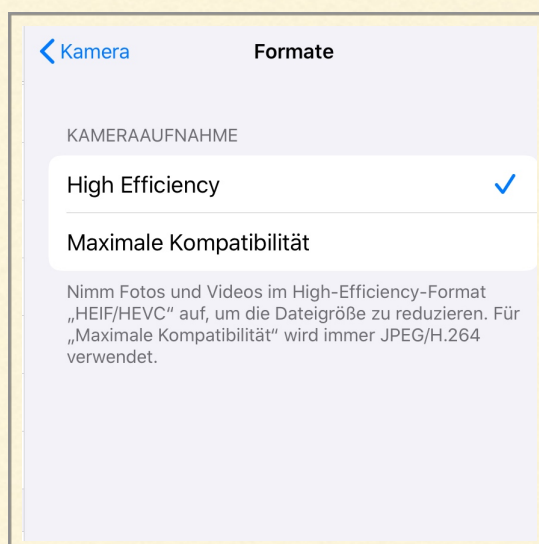 Kamera
Formate
KAMERAAUFNAHME
High Efficiency
Maximale Kompatibilität
Nimm Fotos und Videos im High-Efficiency-Format
„HEIF/HEVC“ auf, um die Dateigröße zu reduzieren. Für
„Maximale Kompatibilität“ wird immer JPEG/H.264
verwendet.